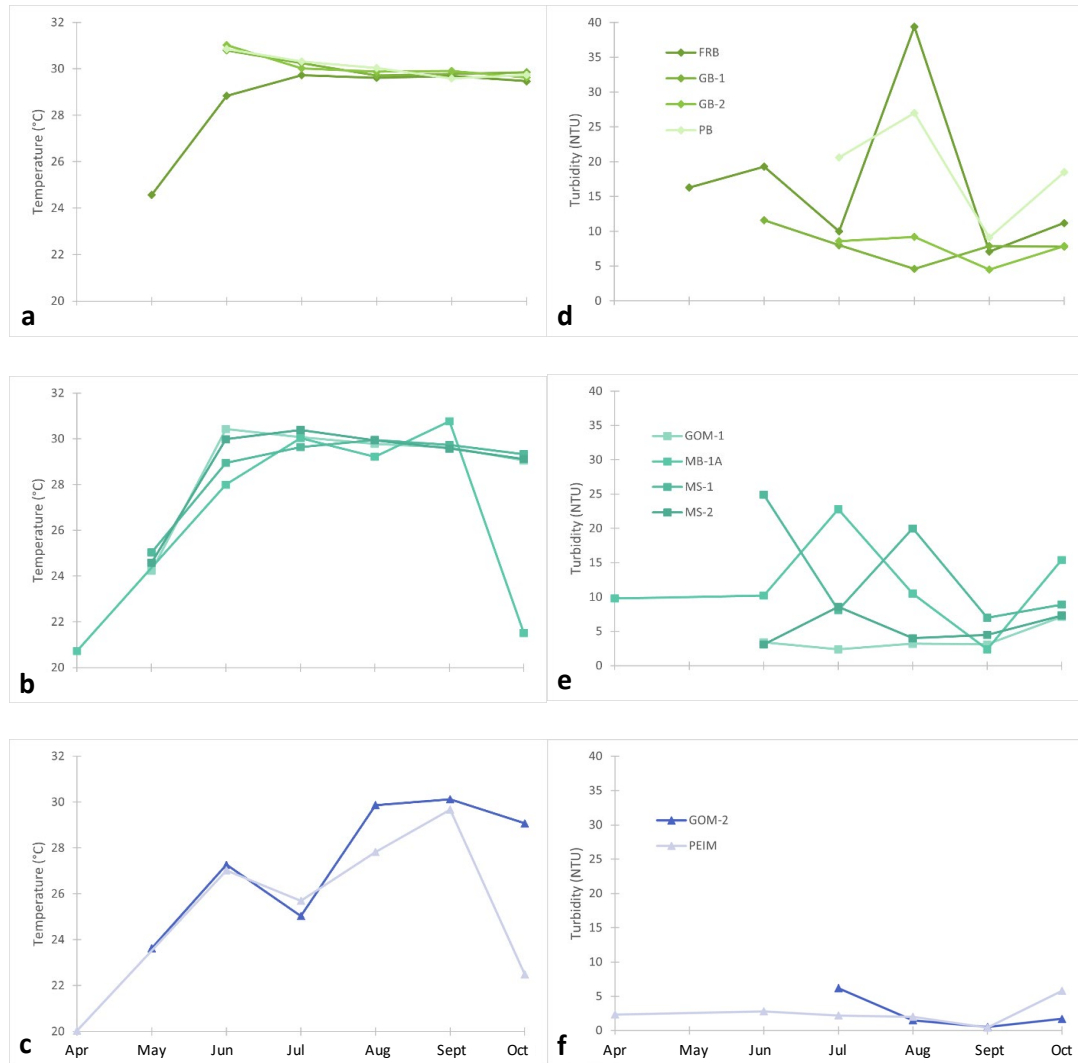 32
30
28
26
24
22
20
Temperature (°C)
a
40
35
30
25
20
15
10
5
0
Turbidity (NTU)
FRB
GB-1
GB-2
PB
d
32
30
28
26
24
22
20
Temperature (°C)
b
40
35
30
25
20
15
10
5
0
Turbidity (NTU)
GOM-1
MB-1A
MS-1
MS-2
e
32
30
28
26
24
22
20
Temperature (°C)
c
Apr May Jun Jul Aug Sept Oct
40
35
30
25
20
15
10
5
0
Turbidity (NTU)
GOM-2
PEIM
f
Apr May Jun Jul Aug Sept Oct